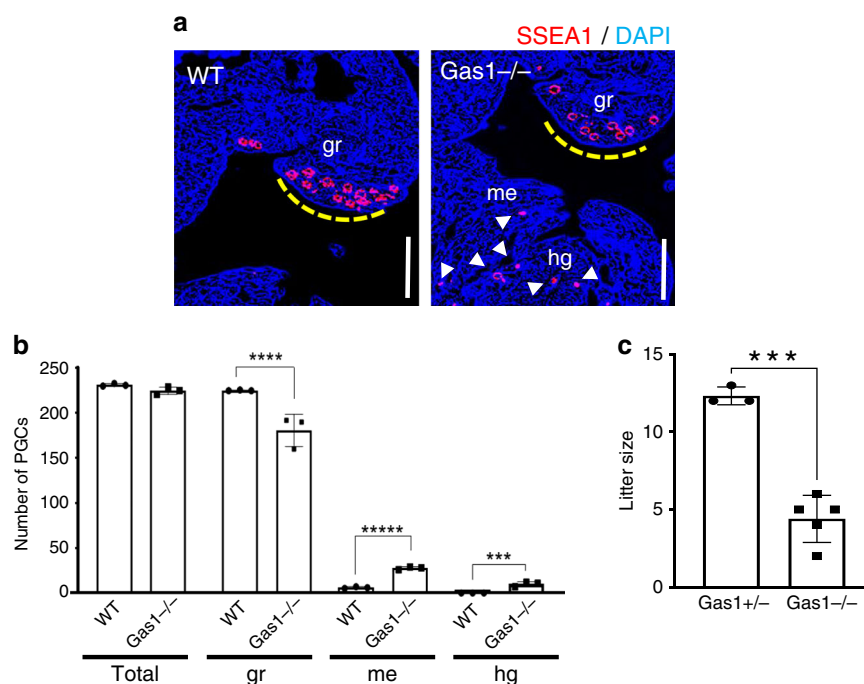 a
SSEA1 / DAPI
WT
gr
Gas1−/−
gr
me
hg
b
Number of PGCs
250
200
150
100
50
0
****
*****
***
WT
Gas1−/−
WT
Gas1−/−
WT
Gas1−/−
WT
Gas1−/−
Total
gr
me
hg
c
Litter size
15
10
5
0
***
Gas1+/−
Gas1−/−